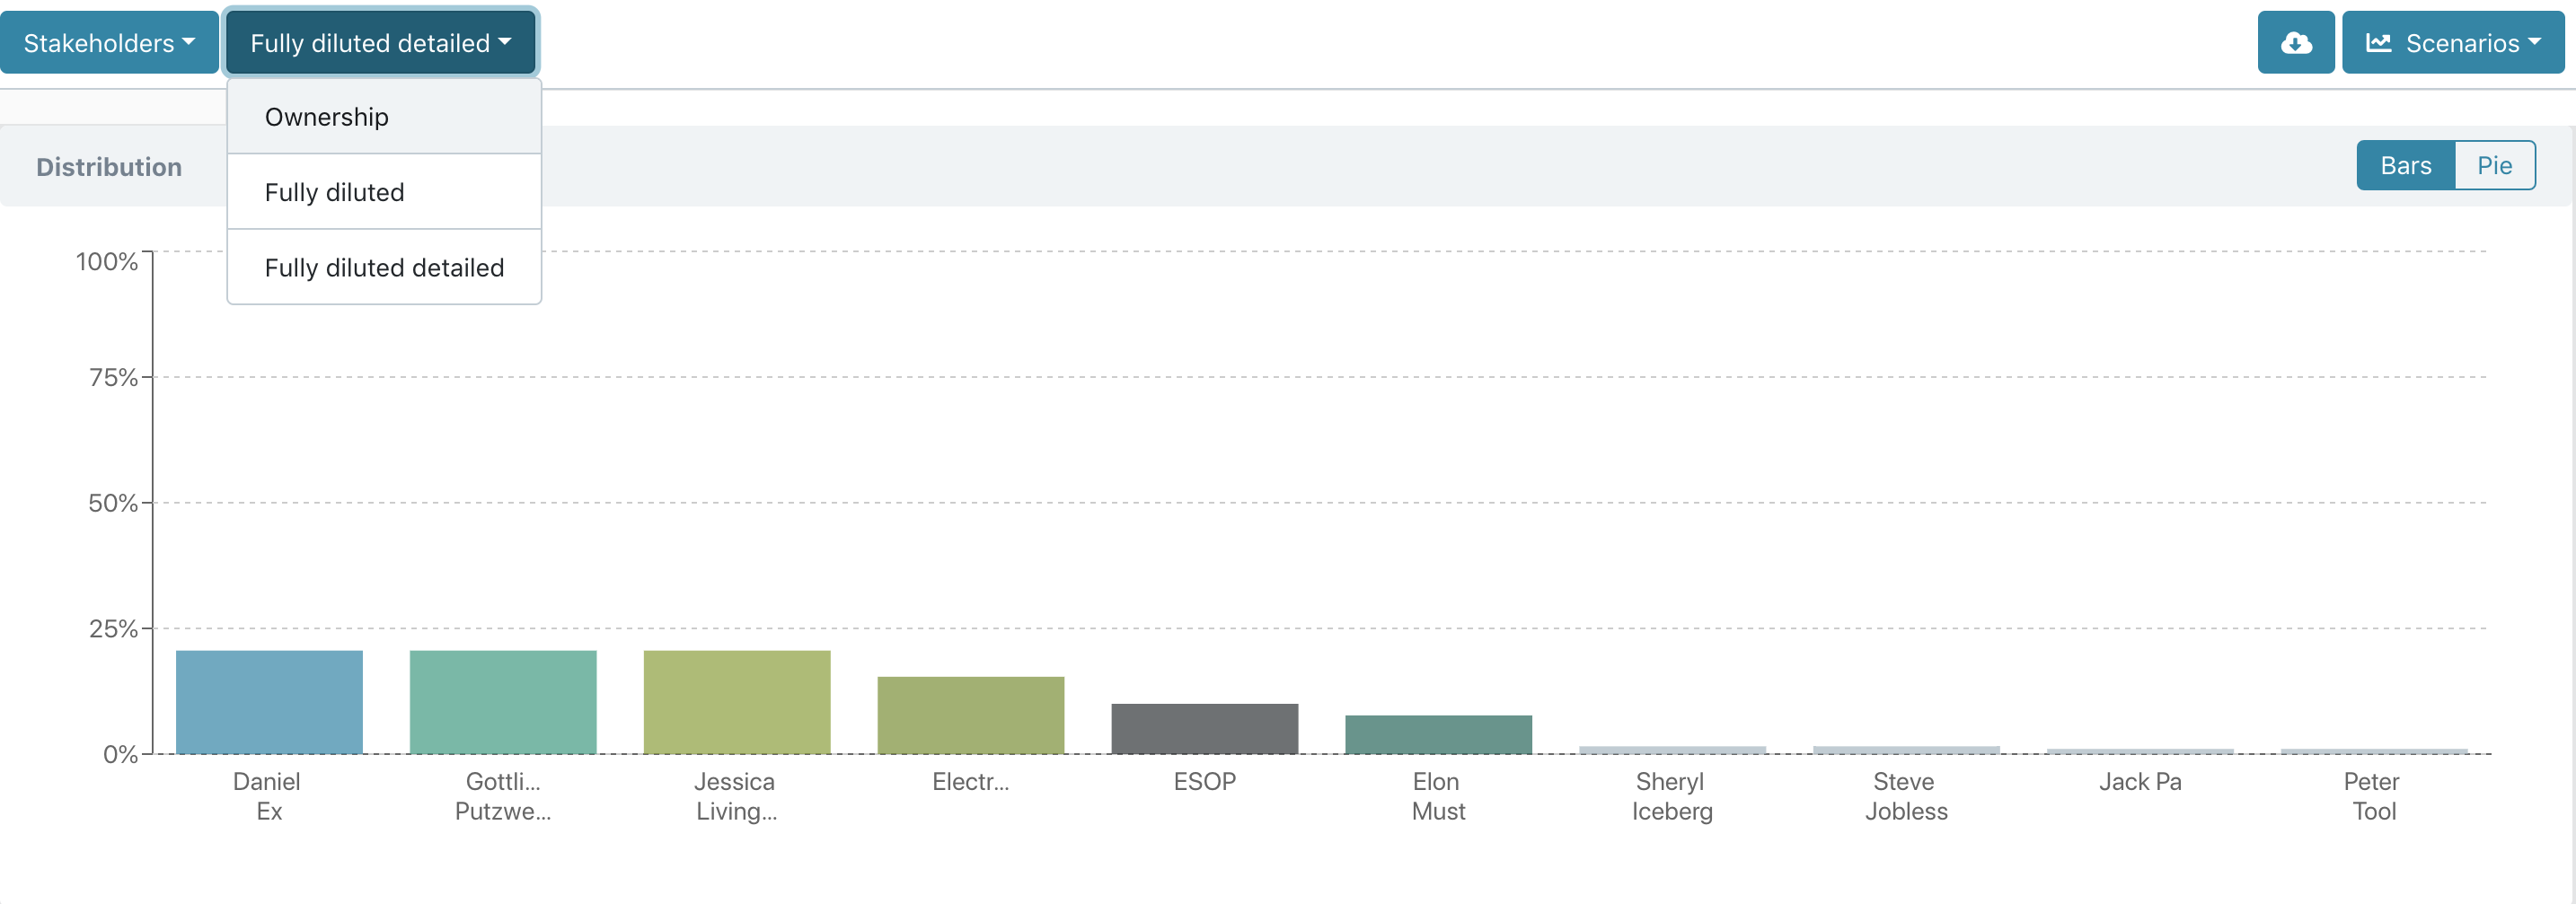 Stakeholders
Fully diluted detailed
Scenarios
Ownership
Fully diluted
Fully diluted detailed
Distribution
Bars
Pie
100%
75%
50%
25%
0%
Daniel
Ex
Gottli...
Putzwe...
Jessica
Living...
Electr...
ESOP
Elon
Must
Sheryl
Iceberg
Steve
Jobless
Jack Pa
Peter
Tool